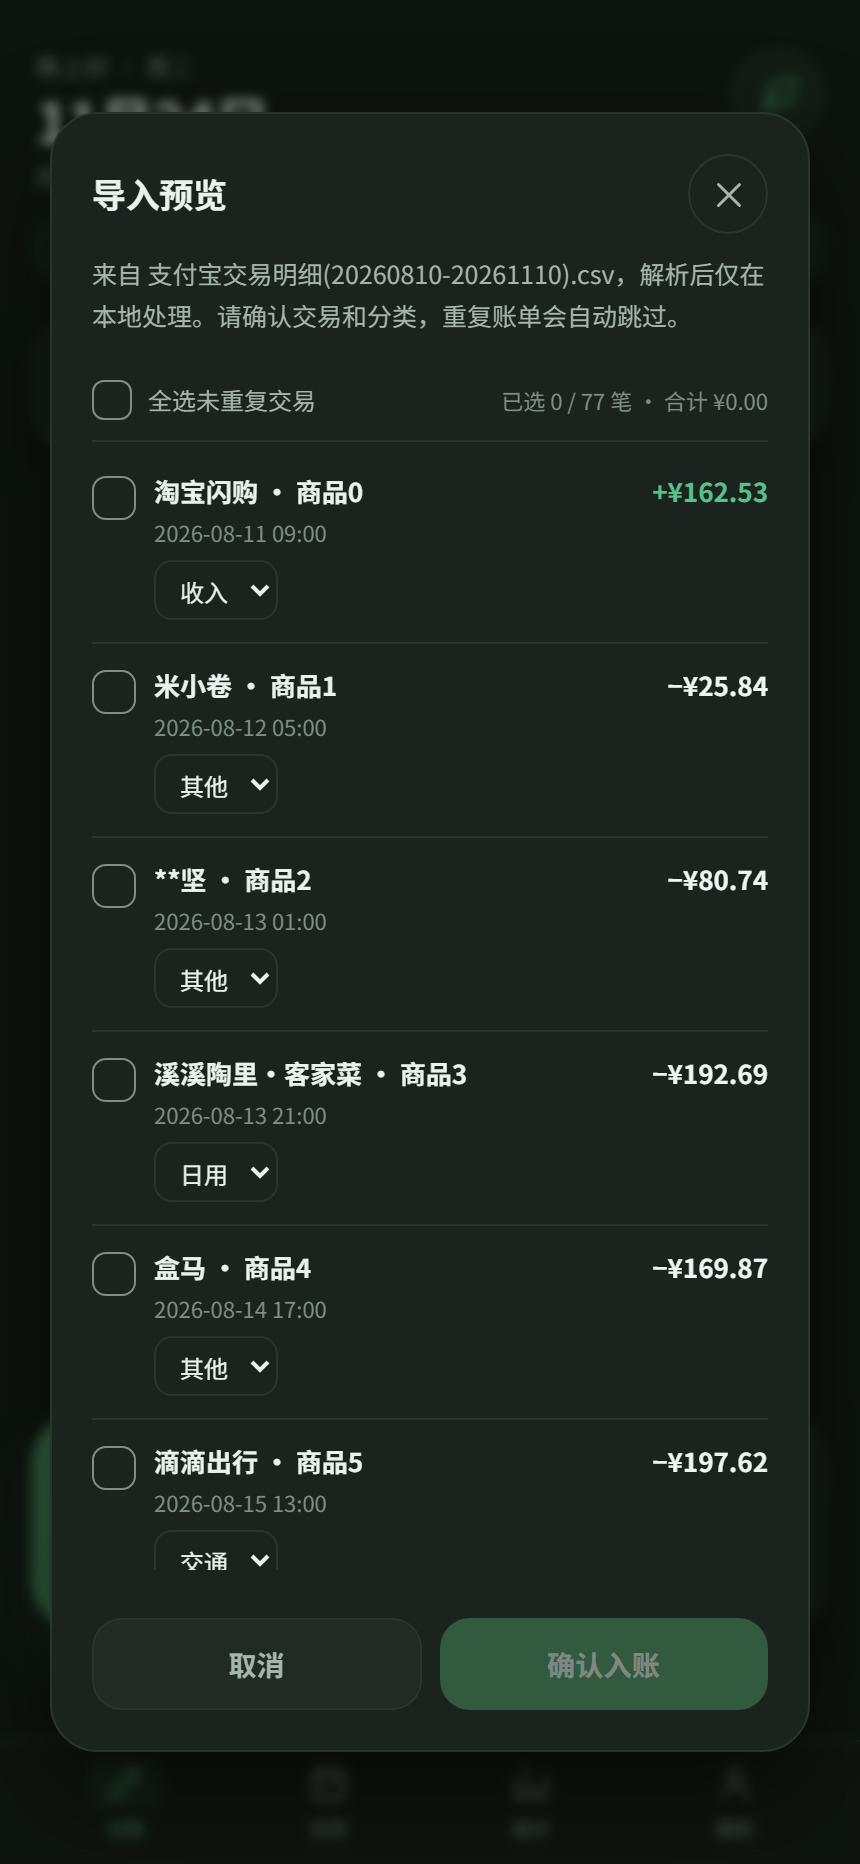 导入预览
来自 支付宝交易明细(20260810-20261110).csv，解析后仅在
本地处理。请确认交易和分类，重复账单会自动跳过。
全选未重复交易
已选 0 / 77 笔 · 合计 ¥0.00
淘宝闪购 · 商品0
+¥162.53
2026-08-11 09:00
收入
米小卷 · 商品1
−¥25.84
2026-08-12 05:00
其他
**坚 · 商品2
−¥80.74
2026-08-13 01:00
其他
溪溪陶里·客家菜 · 商品3
−¥192.69
2026-08-13 21:00
日用
盒马 · 商品4
−¥169.87
2026-08-14 17:00
其他
滴滴出行 · 商品5
−¥197.62
2026-08-15 13:00
交通
取消
确认入账